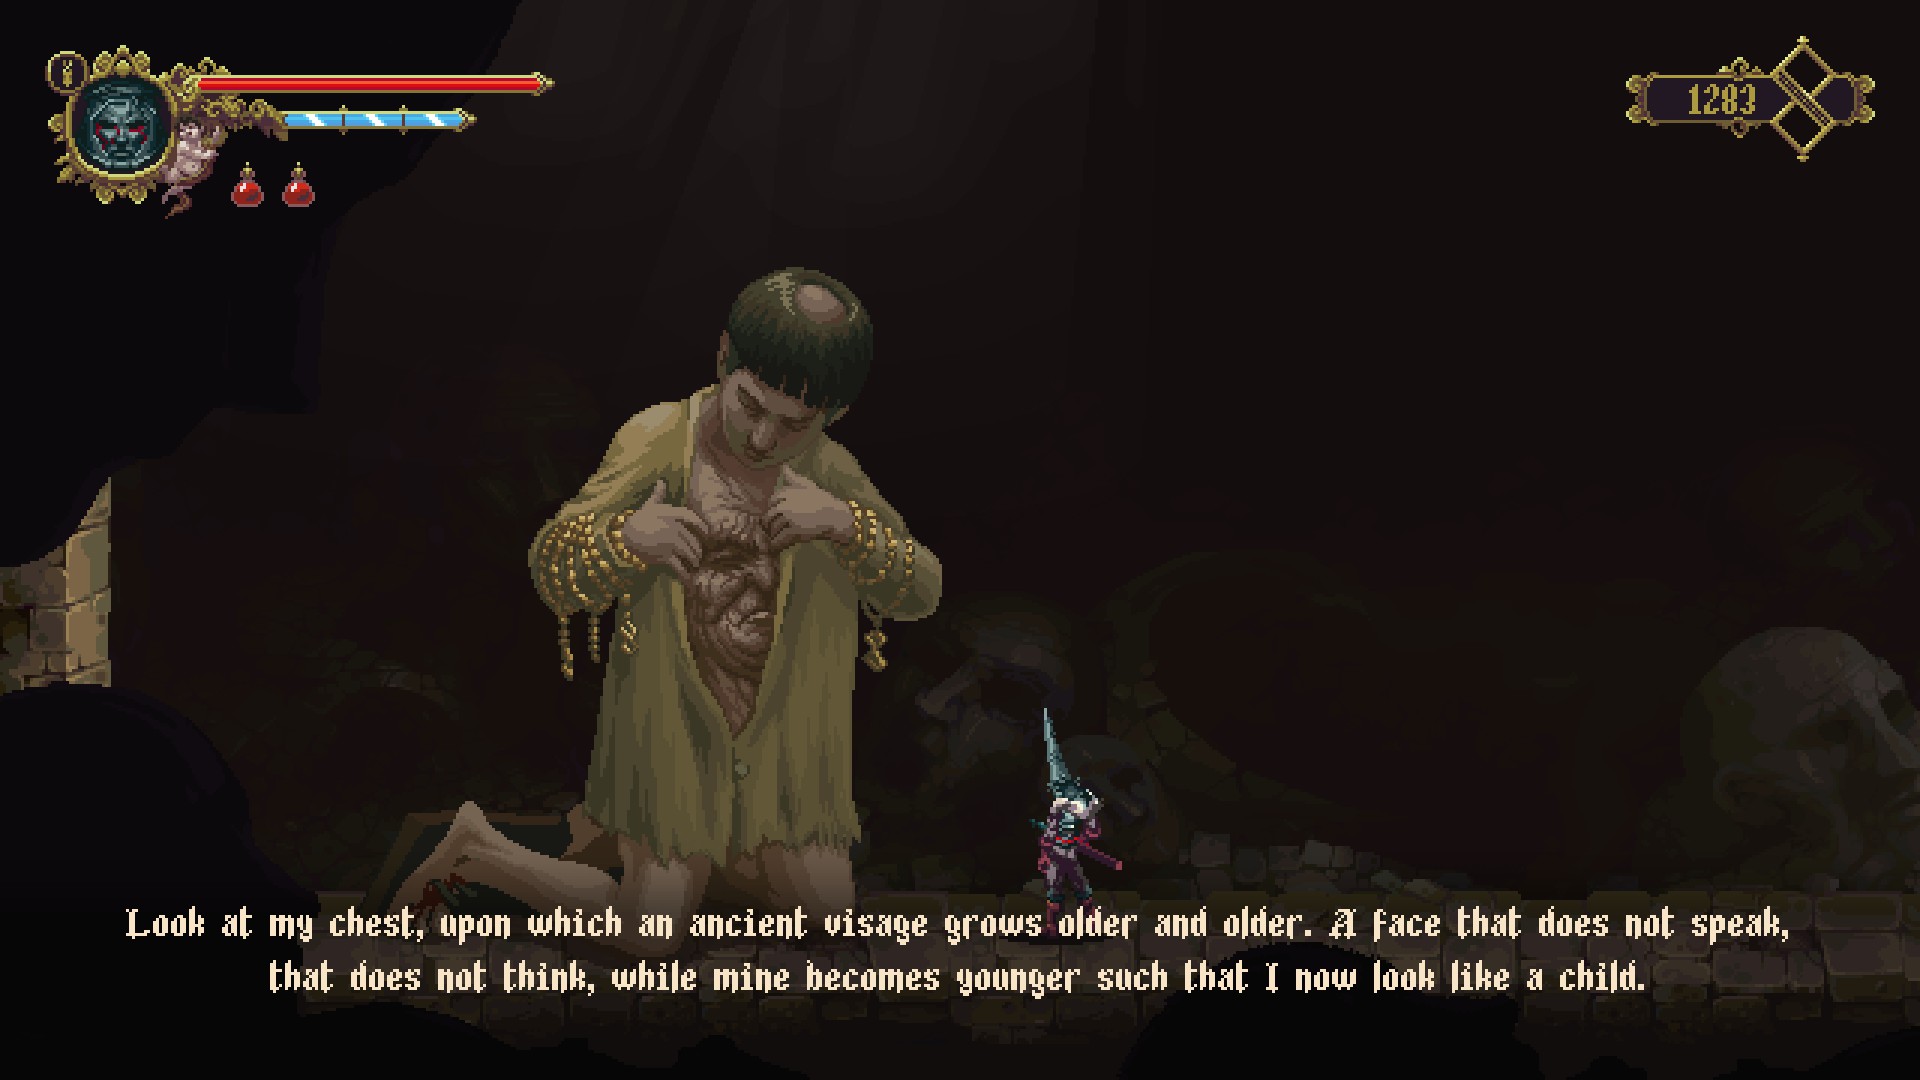 1283
Look at my chest, upon which an ancient visage grows older and older. A face that does not speak,
that does not think, while mine becomes younger such that I now look like a child.